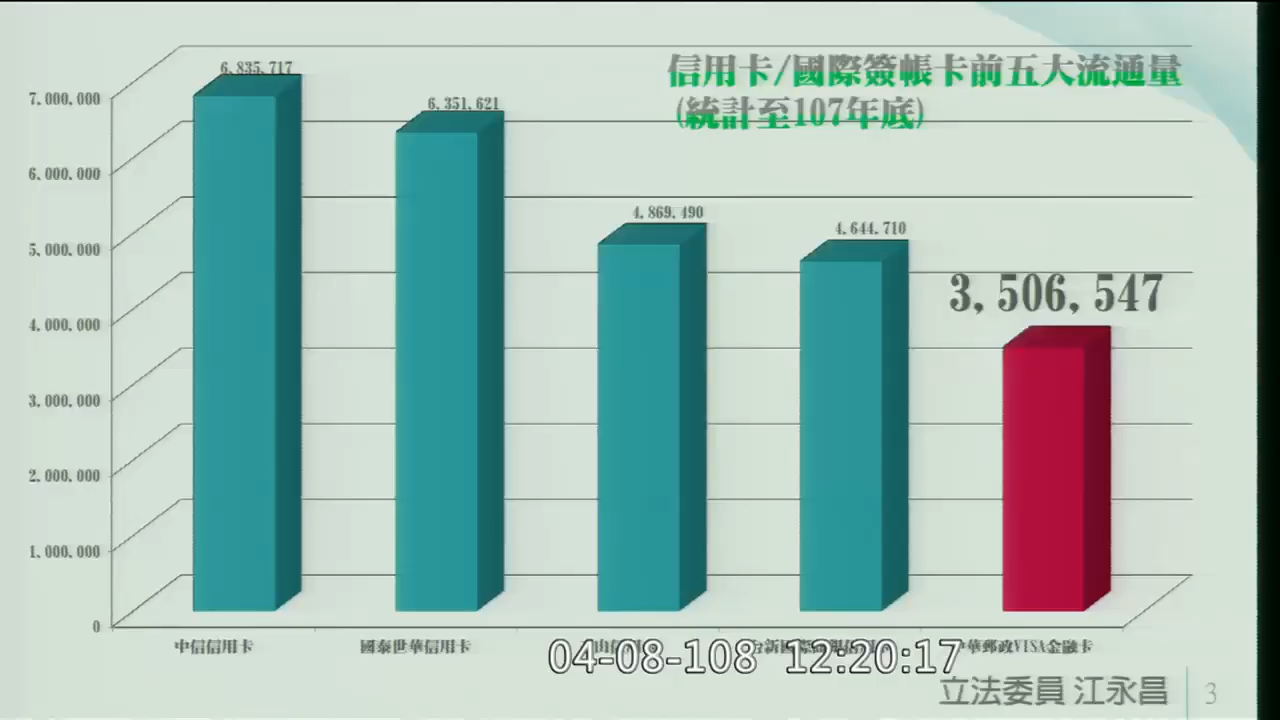 信用卡/國際簽帳卡前五大流通量
(統計至107年底)
6,835,717
6,351,621
4,869,490
4,644,710
3,506,547
7,000,000
6,000,000
5,000,000
4,000,000
3,000,000
2,000,000
1,000,000
0
中信信用卡
國泰世華信用卡
華郵政VISA金融卡
04-08-108 12:20:17
立法委員 江永昌
3